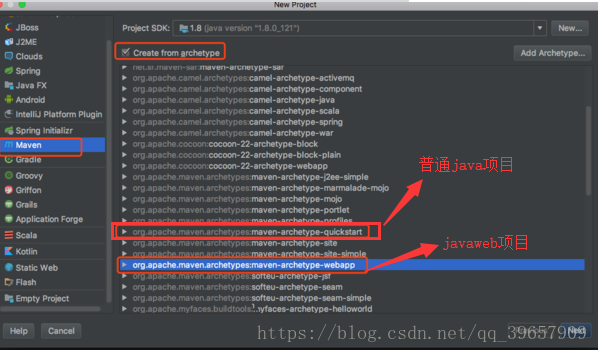 New Project
JBoss
J2ME
Clouds
Spring
Java FX
Android
IntelliJ Platform Plugin
Spring Initializr
Maven
Gradle
Groovy
Griffon
Grails
Application Forge
Scala
Kotlin
Static Web
Flash
Empty Project
Project SDK: 1.8 (java version "1.8.0_121") New...
Create from archetype Add Archetype...
net.sf.maven-sar:maven-archetype-sar
org.apache.camel.archetypes:camel-archetype-activemq
org.apache.camel.archetypes:camel-archetype-component
org.apache.camel.archetypes:camel-archetype-java
org.apache.camel.archetypes:camel-archetype-scala
org.apache.camel.archetypes:camel-archetype-spring
org.apache.camel.archetypes:camel-archetype-war
org.apache.cocoon:cocoon-22-archetype-block
org.apache.cocoon:cocoon-22-archetype-block-plain
org.apache.cocoon:cocoon-22-archetype-webapp
org.apache.maven.archetypes:maven-archetype-j2ee-simple
org.apache.maven.archetypes:maven-archetype-marmalade-mojo
org.apache.maven.archetypes:maven-archetype-mojo
org.apache.maven.archetypes:maven-archetype-portlet
org.apache.maven.archetypes:maven-archetype-profiles
org.apache.maven.archetypes:maven-archetype-quickstart
org.apache.maven.archetypes:maven-archetype-site
org.apache.maven.archetypes:maven-archetype-site-simple
org.apache.maven.archetypes:maven-archetype-webapp
org.apache.maven.archetypes:softeu-archetype-jsf
org.apache.maven.archetypes:softeu-archetype-seam
org.apache.maven.archetypes:softeu-archetype-seam-simple
org.apache.myfaces.buildtools:myfaces-archetype-helloworld
普通java项目
javaweb项目
Help
Cancel
Next
https://blog.csdn.net/qq_39657909